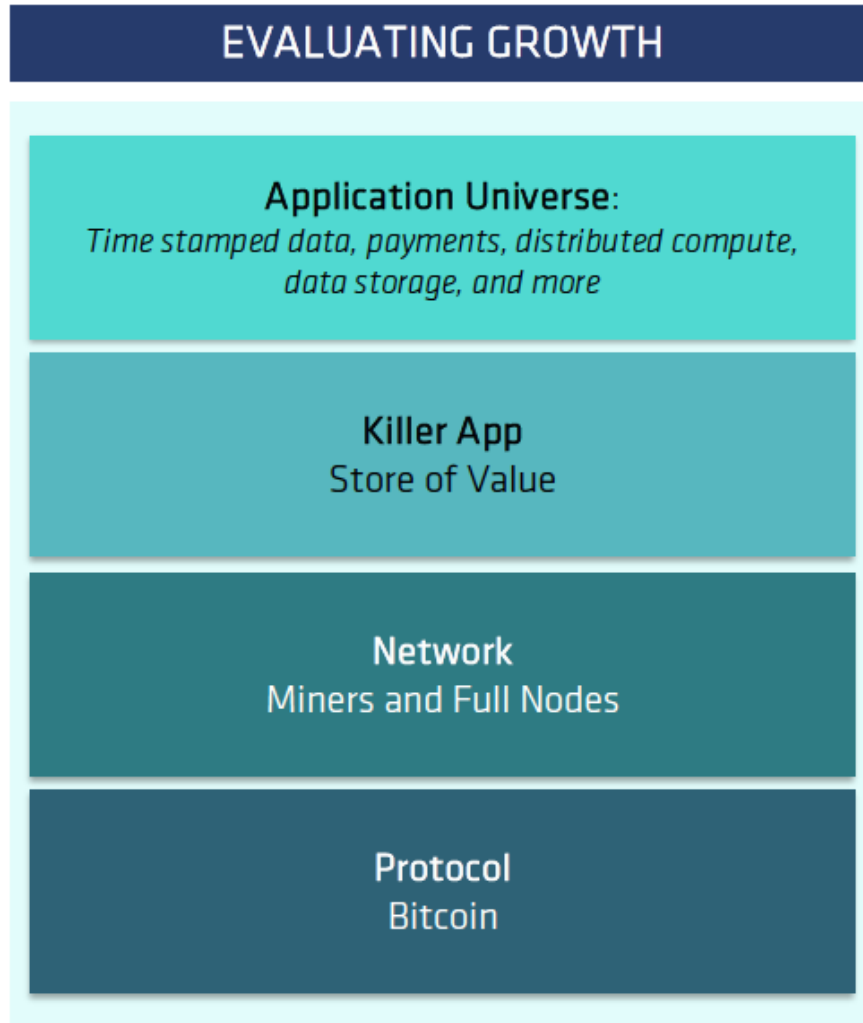 EVALUATING GROWTH
Application Universe:
Time stamped data, payments, distributed compute,
data storage, and more
Killer App
Store of Value
Network
Miners and Full Nodes
Protocol
Bitcoin